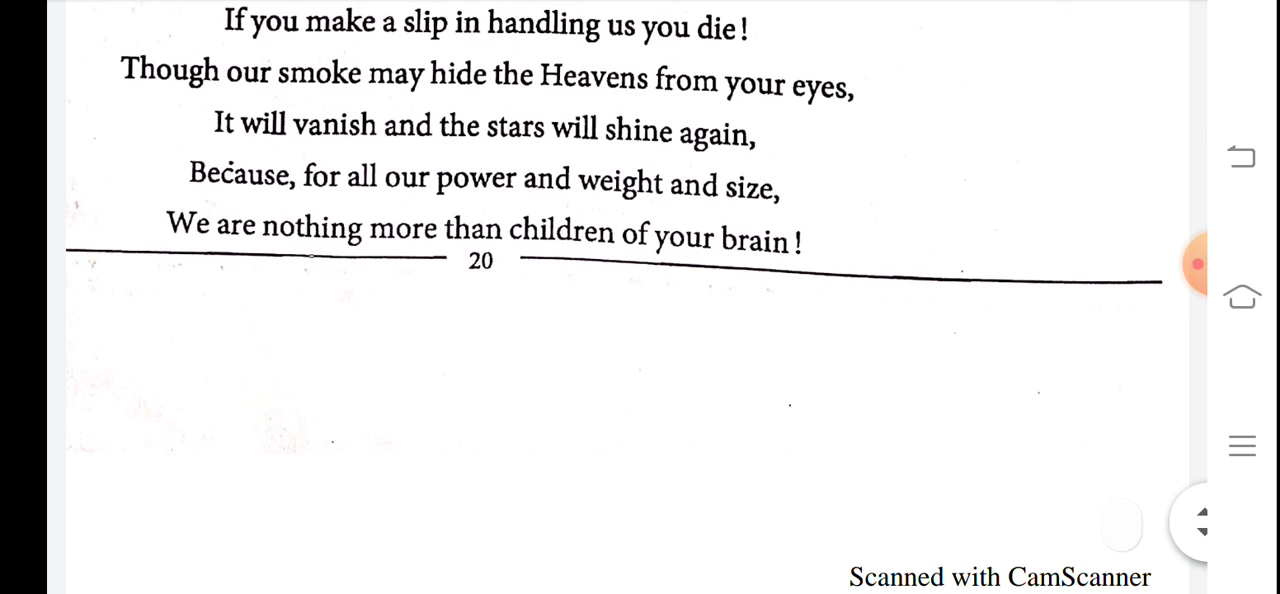 If you make a slip in handling us you die!
Though our smoke may hide the Heavens from your eyes,
It will vanish and the stars will shine again,
Because, for all our power and weight and size,
We are nothing more than children of your brain!
20
Scanned with CamScanner